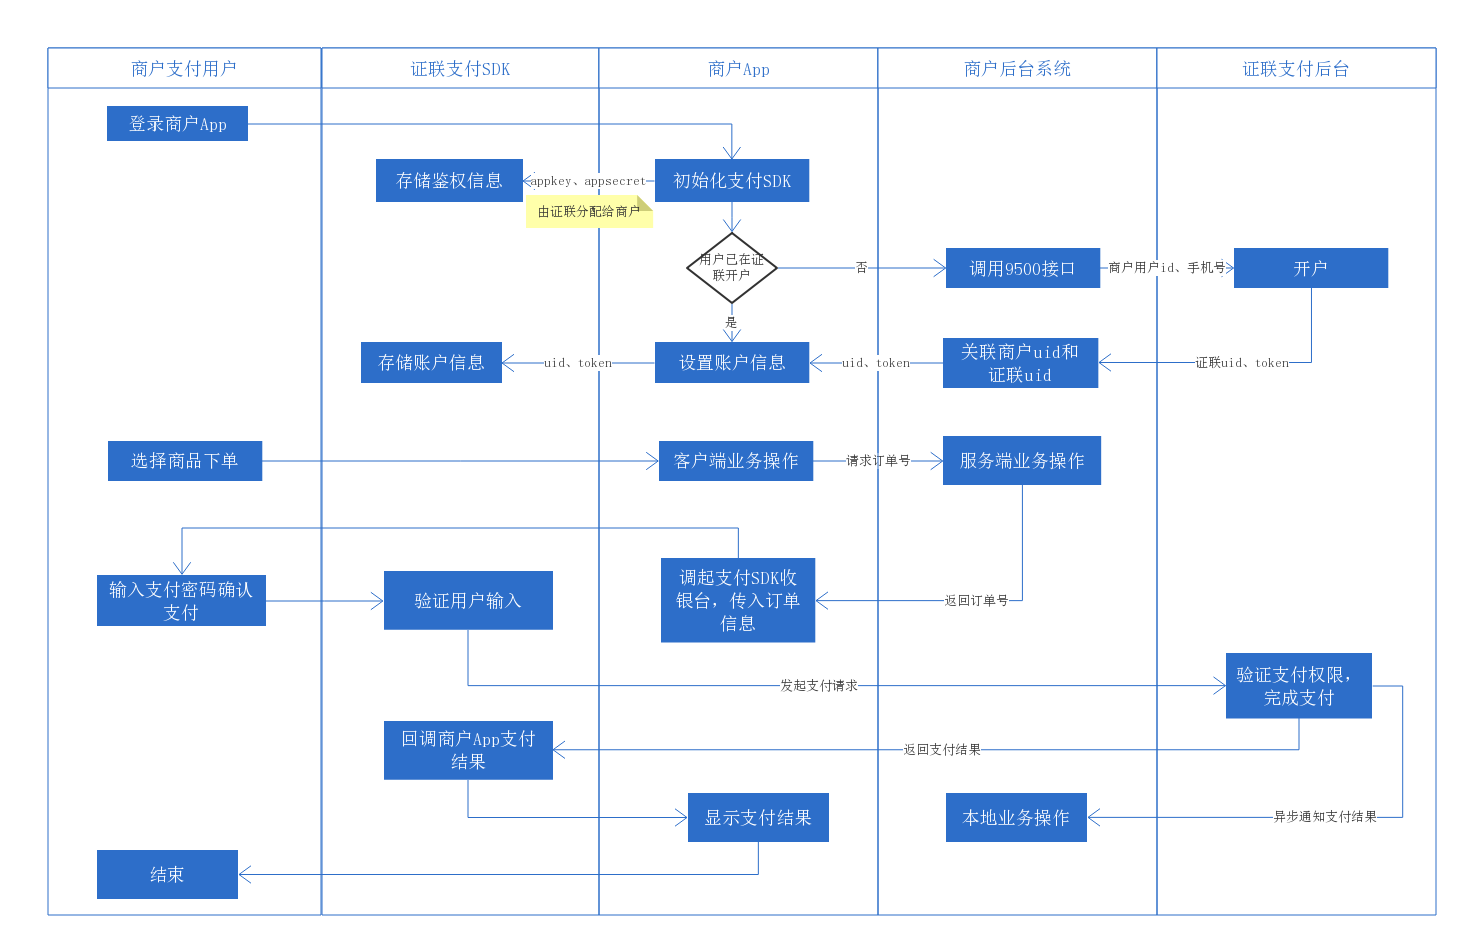 商户支付用户
证联支付SDK
商户App
商户后台系统
证联支付后台
登录商户App
存储鉴权信息
appkey、appsecret
初始化支付SDK
由证联分配给商户
用户已在证
联开户
否
调用9500接口
商户用户id、手机号
开户
是
存储账户信息
uid、token
设置账户信息
uid、token
关联商户uid和
证联uid
证联uid、token
选择商品下单
客户端业务操作
请求订单号
服务端业务操作
输入支付密码确认
支付
验证用户输入
调起支付SDK收
银台，传入订单
信息
返回订单号
发起支付请求
验证支付权限，
完成支付
回调商户App支付
结果
返回支付结果
显示支付结果
本地业务操作
异步通知支付结果
结束